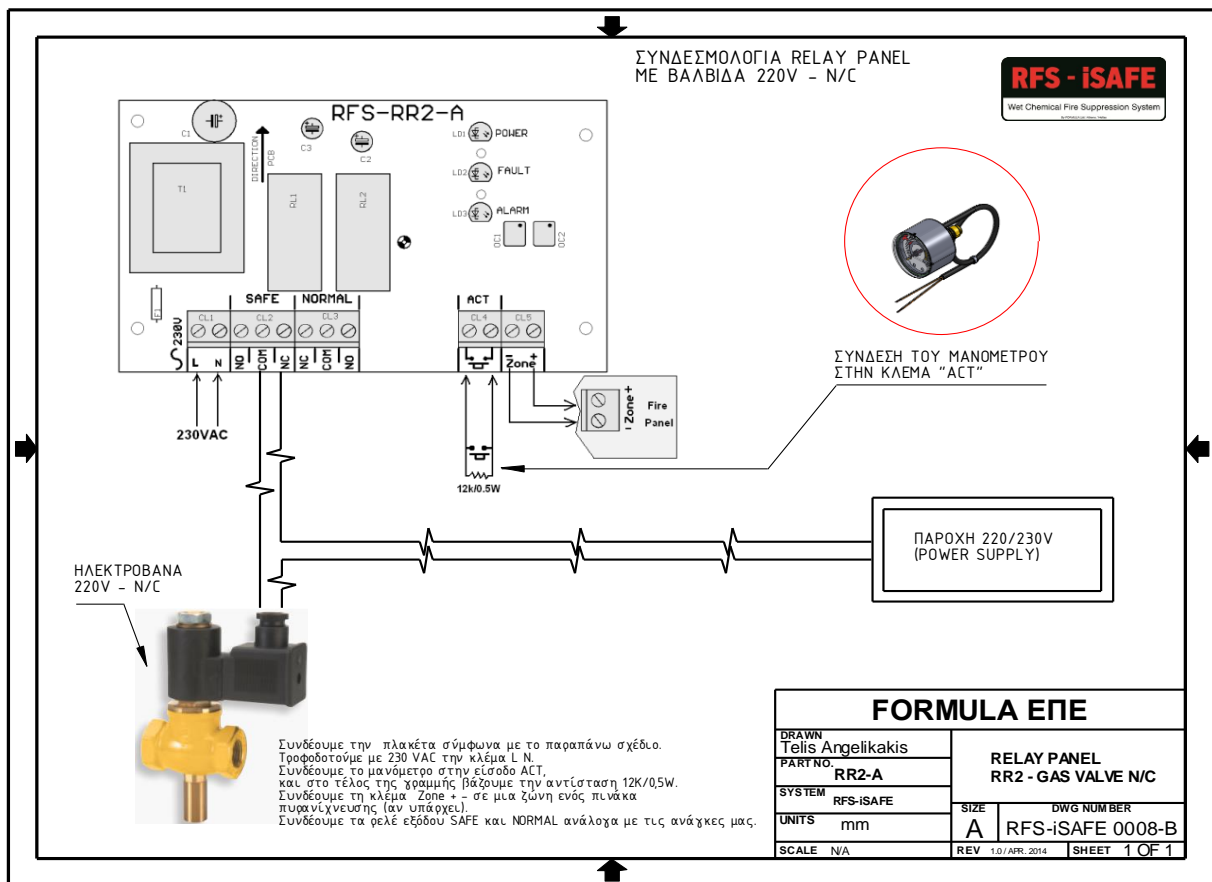 ΣΥΝΔΕΣΜΟΛΟΓΙΑ RELAY PANEL
ΜΕ ΒΑΛΒΙΔΑ 220V – N/C
RFS - iSAFE
Wet Chemical Fire Suppression System
RFS-RR2-A
C1
C3
C2
DIRECTION
PCB
T1
RL1
RL2
LD1 POWER
LD2 FAULT
LD3 ALARM
OC1
OC2
F1
SAFE
NORMAL
ACT
230V
CL1
CL2
CL3
CL4
CL5
L N NO COM NC NC COM NO
- Zone +
230VAC
- Zone +
Fire
Panel
12k/0.5W
ΣΥΝΔΕΣΗ ΤΟΥ ΜΑΝΟΜΕΤΡΟΥ
ΣΤΗΝ ΚΛΕΜΑ "ACT"
ΠΑΡΟΧΗ 220/230V
(POWER SUPPLY)
ΗΛΕΚΤΡΟΒΑΝΑ
220V – N/C
Συνδέουμε την πλακέτα σύμφωνα με το παραπάνω σχέδιο.
Τροφοδοτούμε με 230 VAC την κλέμα L N.
Συνδέουμε το μανόμετρο στην είσοδο ACT,
και στο τέλος της γραμμής βάζουμε την αντίσταση 12K/0,5W.
Συνδέουμε τη κλέμα Zone + - σε μια ζώνη ενός πινάκα
πυρανίχνευσης (αν υπάρχει).
Συνδέουμε τα ρελέ εξόδου SAFE και NORMAL ανάλογα με τις ανάγκες μας.
FORMULA ΕΠΕ
DRAWN
Telis Angelikakis
PART NO.
RR2-A
SYSTEM
RFS-iSAFE
UNITS mm
SCALE N/A
RELAY PANEL
RR2 - GAS VALVE N/C
SIZE
A
DWG NUMBER
RFS-iSAFE 0008-B
REV 1.0 / APR. 2014
SHEET 1 OF 1